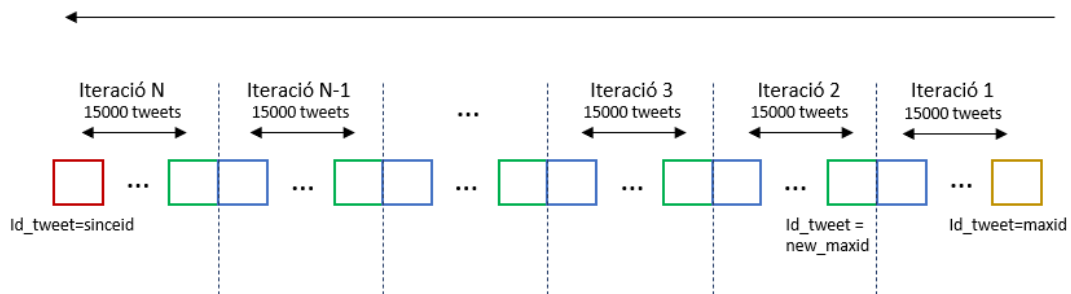 Iteració N
15000 tweets
Iteració N-1
15000 tweets
...
Iteració 3
15000 tweets
Iteració 2
15000 tweets
Iteració 1
15000 tweets
...
...
...
...
...
...
Id_tweet=sinceid
Id_tweet =
new_maxid
Id_tweet=maxid